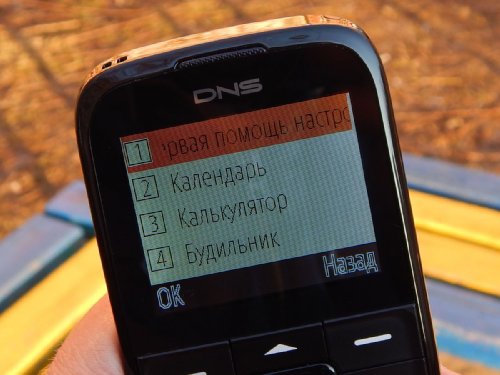 DNS
1 рвая помощь настро
2 Календарь
3 Калькулятор
4 Будильник
OK Назад